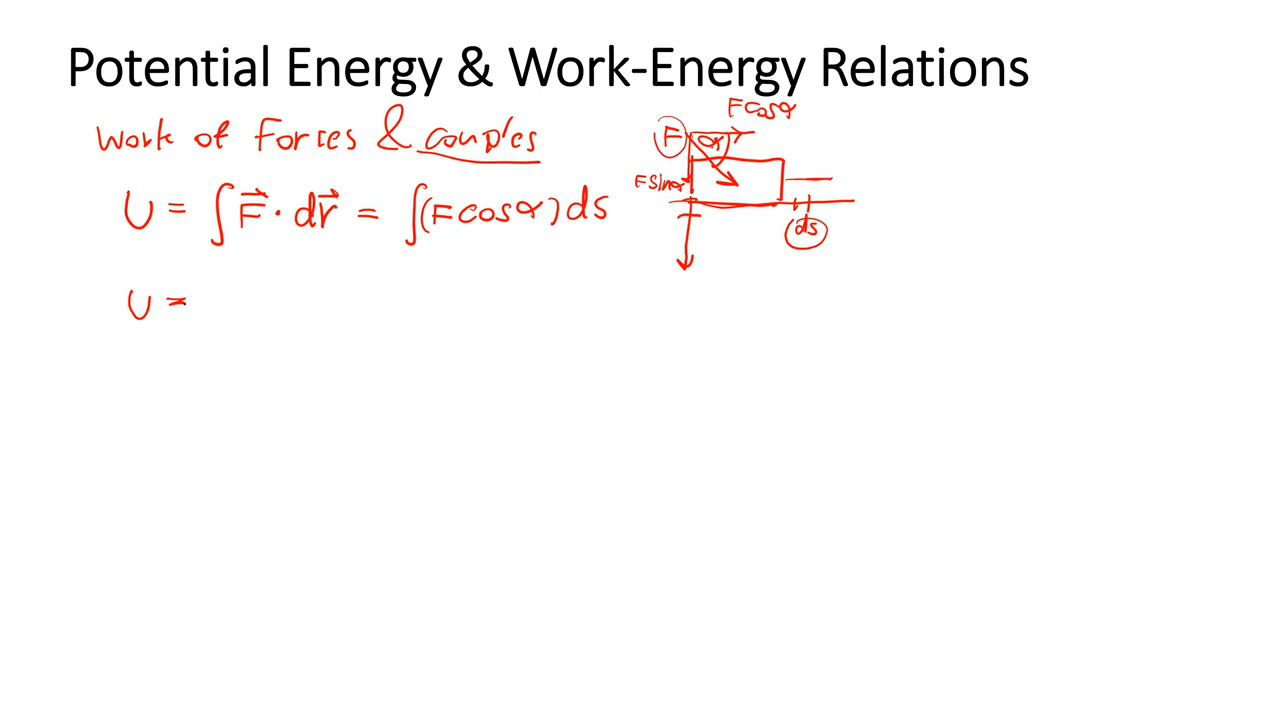 Potential Energy & Work-Energy Relations
Work of Forces & couples
U = ∫ F⃗ · dr⃗ = ∫(F cos α) ds
U =
F cos α
F
α
F sin α
ds